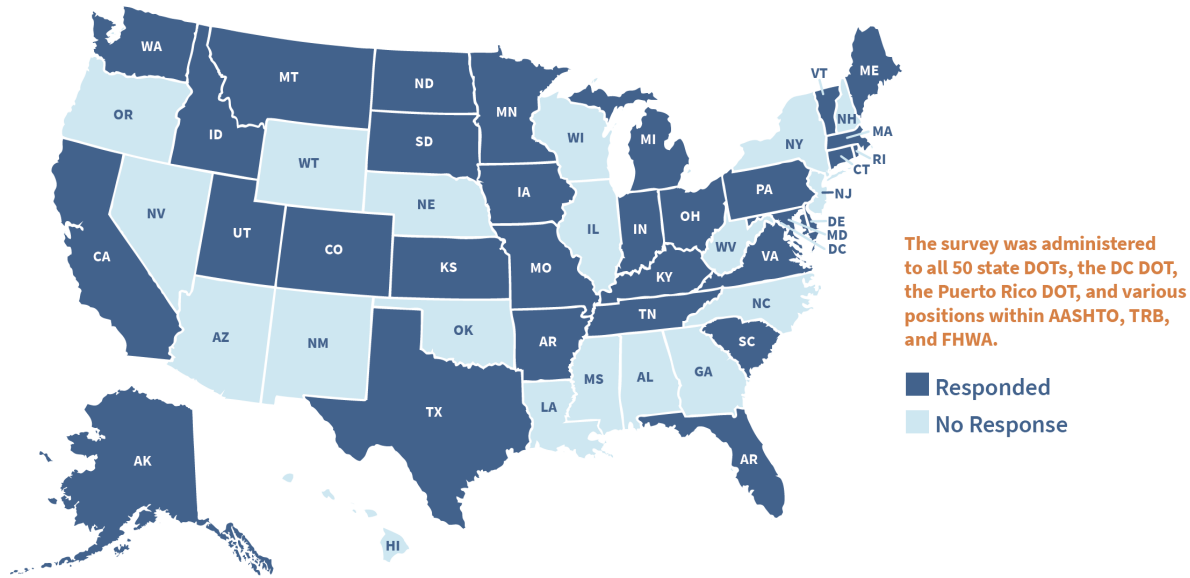 WA
MT
ND
MN
ME
VT
NH
MA
RI
CT
OR
ID
SD
WI
MI
NY
WT
IA
PA
NJ
NV
NE
IL
IN
OH
DE
MD
DC
UT
CO
KS
MO
WV
VA
KY
CA
NC
TN
AZ
NM
OK
AR
SC
MS
AL
GA
LA
TX
AK
AR
HI
The survey was administered
to all 50 state DOTs, the DC DOT,
the Puerto Rico DOT, and various
positions within AASHTO, TRB,
and FHWA.
Responded
No Response